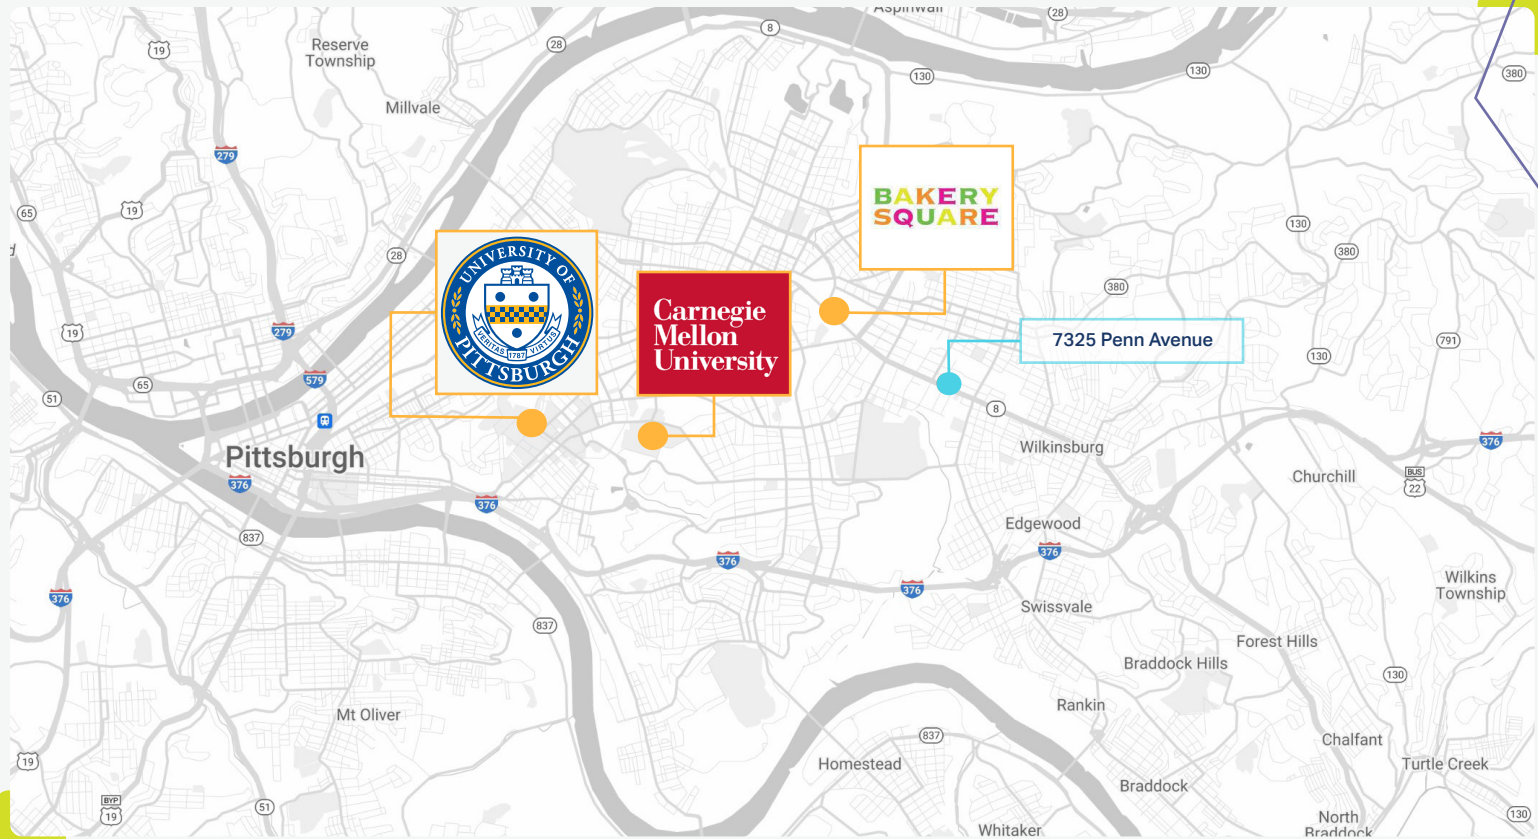 Aspinwall
28
19
Reserve
Township
28
8
130
130
380
Millvale
279
65
19
28
130
380
380
BAKERY
SQUARE
UNIVERSITY OF
PITTSBURGH
VERITAS
1787
VIRTUS
Carnegie
Mellon
University
7325 Penn Avenue
19
279
130
791
65
579
51
8
Pittsburgh
376
Wilkinsburg
376
Churchill
BUS
22
376
837
Edgewood
376
376
376
376
Wilkins
Township
Swissvale
837
Forest Hills
Braddock Hills
130
Rankin
Mt Oliver
837
Chalfant
19
Homestead
Turtle Creek
Braddock
BYP
19
51
130
North
Braddock
Whitaker